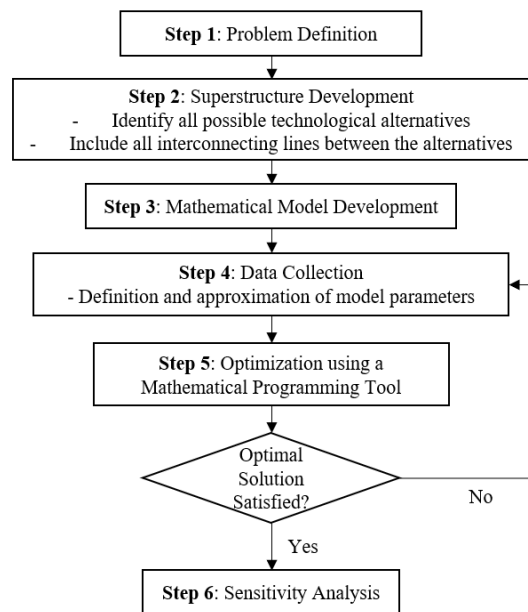 Step 1: Problem Definition
Step 2: Superstructure Development
- Identify all possible technological alternatives
- Include all interconnecting lines between the alternatives
Step 3: Mathematical Model Development
Step 4: Data Collection
- Definition and approximation of model parameters
Step 5: Optimization using a
Mathematical Programming Tool
Optimal
Solution
Satisfied?
No
Yes
Step 6: Sensitivity Analysis